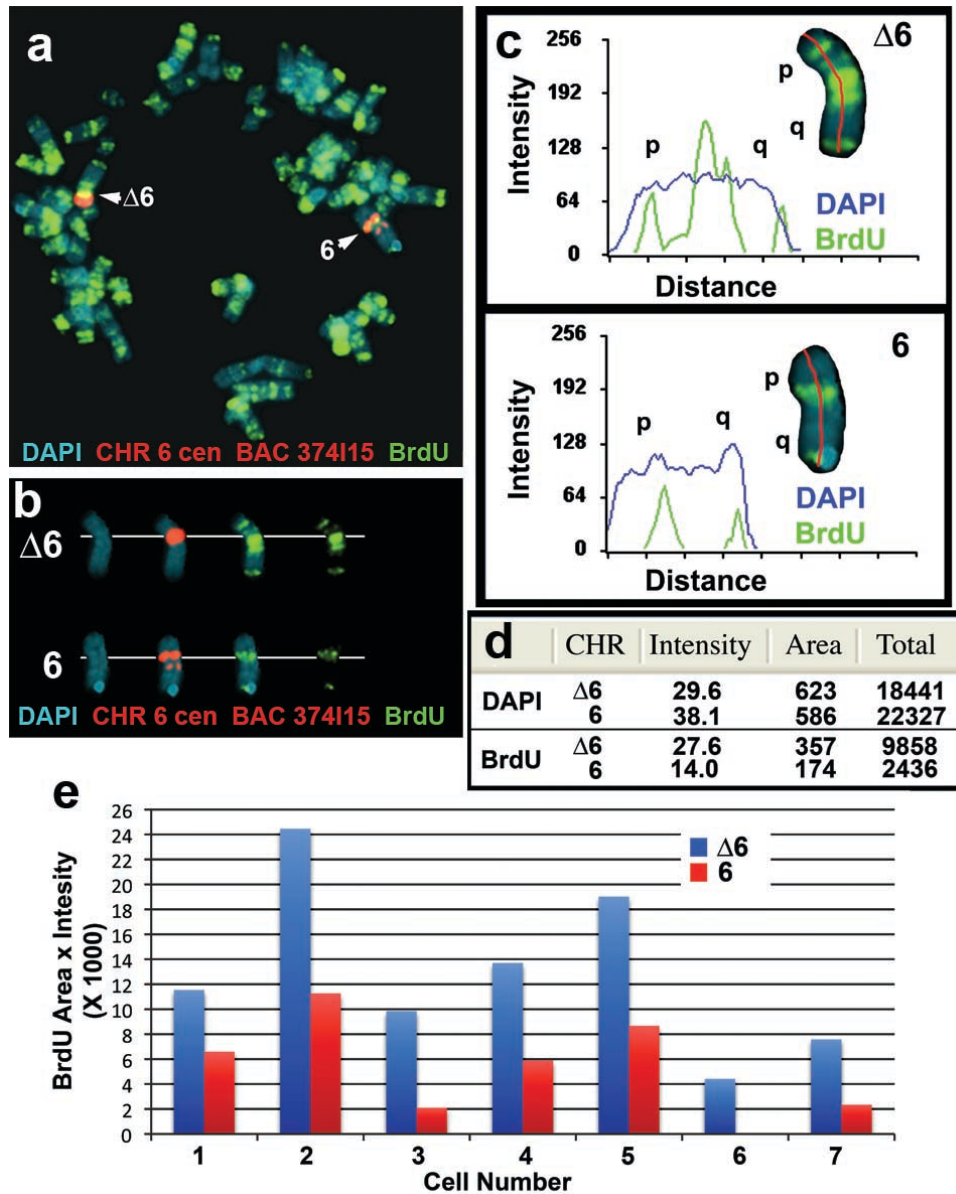 a
Δ6
6
DAPI CHR 6 cen BAC 374I15 BrdU
b
Δ6
6
DAPI CHR 6 cen BAC 374I15 BrdU
c
Δ6
256
192
128
64
0
Intensity
p
q
p
q
DAPI
BrdU
Distance
6
256
192
128
64
0
Intensity
p
q
p
q
DAPI
BrdU
Distance
d
CHR Intensity Area Total
DAPI Δ6 29.6 623 18441
6 38.1 586 22327
BrdU Δ6 27.6 357 9858
6 14.0 174 2436
e
BrdU Area x Intesity
(X 1000)
26
24
22
20
18
16
14
12
10
8
6
4
2
0
Δ6
6
1 2 3 4 5 6 7
Cell Number